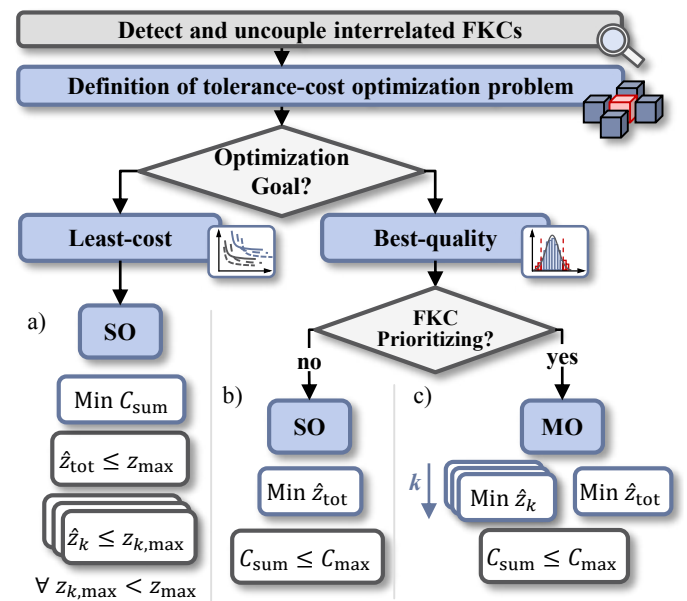 Detect and uncouple interrelated FKCs
Definition of tolerance-cost optimization problem
Optimization
Goal?
Least-cost
Best-quality
a)
SO
FKC
Prioritizing?
no
yes
Min C_sum
ẑ_tot ≤ z_max
ẑ_k ≤ z_k,max
∀ z_k,max < z_max
b)
SO
Min ẑ_tot
C_sum ≤ C_max
c)
MO
k
Min ẑ_k
Min ẑ_tot
C_sum ≤ C_max